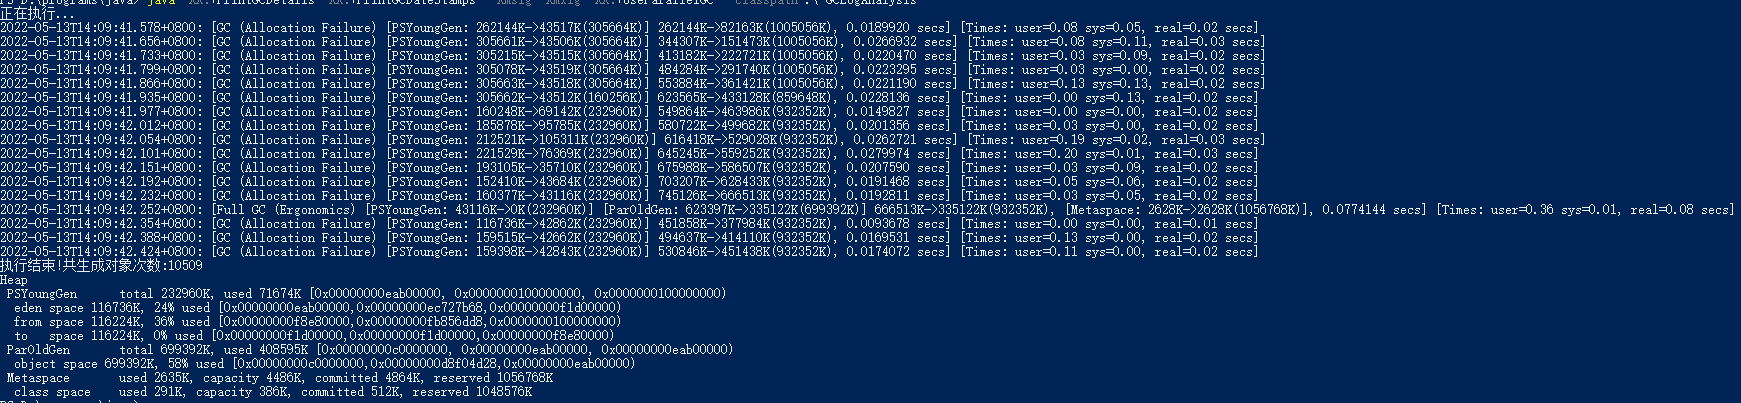 正在执行...
2022-05-13T14:09:41.578+0800: [GC (Allocation Failure) [PSYoungGen: 262144K->43517K(305664K)] 262144K->82163K(1005056K), 0.0189920 secs] [Times: user=0.08 sys=0.05, real=0.02 secs]
2022-05-13T14:09:41.656+0800: [GC (Allocation Failure) [PSYoungGen: 305661K->43506K(305664K)] 344307K->151473K(1005056K), 0.0266932 secs] [Times: user=0.08 sys=0.11, real=0.03 secs]
2022-05-13T14:09:41.733+0800: [GC (Allocation Failure) [PSYoungGen: 305215K->43515K(305664K)] 413182K->222721K(1005056K), 0.0220470 secs] [Times: user=0.03 sys=0.09, real=0.02 secs]
2022-05-13T14:09:41.799+0800: [GC (Allocation Failure) [PSYoungGen: 305078K->43518K(305664K)] 484284K->291740K(1005056K), 0.0223295 secs] [Times: user=0.03 sys=0.00, real=0.02 secs]
2022-05-13T14:09:41.866+0800: [GC (Allocation Failure) [PSYoungGen: 305663K->43518K(305664K)] 553884K->361421K(1005056K), 0.0221190 secs] [Times: user=0.13 sys=0.13, real=0.02 secs]
2022-05-13T14:09:41.935+0800: [GC (Allocation Failure) [PSYoungGen: 305662K->43512K(160256K)] 623565K->433128K(859648K), 0.0228136 secs] [Times: user=0.00 sys=0.13, real=0.02 secs]
2022-05-13T14:09:41.977+0800: [GC (Allocation Failure) [PSYoungGen: 160248K->69142K(232960K)] 549864K->463986K(932352K), 0.0149827 secs] [Times: user=0.00 sys=0.00, real=0.02 secs]
2022-05-13T14:09:42.012+0800: [GC (Allocation Failure) [PSYoungGen: 185878K->95785K(232960K)] 580722K->499682K(932352K), 0.0201356 secs] [Times: user=0.03 sys=0.00, real=0.02 secs]
2022-05-13T14:09:42.054+0800: [GC (Allocation Failure) [PSYoungGen: 212521K->105311K(232960K)] 616418K->529028K(932352K), 0.0262721 secs] [Times: user=0.19 sys=0.02, real=0.03 secs]
2022-05-13T14:09:42.101+0800: [GC (Allocation Failure) [PSYoungGen: 221529K->76369K(232960K)] 645245K->559252K(932352K), 0.0279974 secs] [Times: user=0.20 sys=0.01, real=0.03 secs]
2022-05-13T14:09:42.151+0800: [GC (Allocation Failure) [PSYoungGen: 193105K->35710K(232960K)] 675988K->586507K(932352K), 0.0207590 secs] [Times: user=0.03 sys=0.09, real=0.02 secs]
2022-05-13T14:09:42.192+0800: [GC (Allocation Failure) [PSYoungGen: 152410K->43684K(232960K)] 703207K->628433K(932352K), 0.0191468 secs] [Times: user=0.05 sys=0.06, real=0.02 secs]
2022-05-13T14:09:42.232+0800: [GC (Allocation Failure) [PSYoungGen: 160377K->43116K(232960K)] 745126K->666513K(932352K), 0.0192811 secs] [Times: user=0.03 sys=0.05, real=0.02 secs]
2022-05-13T14:09:42.252+0800: [Full GC (Ergonomics) [PSYoungGen: 43116K->0K(232960K)] [ParOldGen: 623397K->335122K(699392K)] 666513K->335122K(932352K), [Metaspace: 2628K->2628K(1056768K)], 0.0774144 secs] [Times: user=0.36 sys=0.01, real=0.08 secs]
2022-05-13T14:09:42.354+0800: [GC (Allocation Failure) [PSYoungGen: 116736K->42862K(232960K)] 451858K->377984K(932352K), 0.0093678 secs] [Times: user=0.00 sys=0.00, real=0.01 secs]
2022-05-13T14:09:42.388+0800: [GC (Allocation Failure) [PSYoungGen: 159515K->42662K(232960K)] 494637K->414110K(932352K), 0.0169531 secs] [Times: user=0.13 sys=0.00, real=0.02 secs]
2022-05-13T14:09:42.424+0800: [GC (Allocation Failure) [PSYoungGen: 159398K->42843K(232960K)] 530846K->451438K(932352K), 0.0174072 secs] [Times: user=0.11 sys=0.00, real=0.02 secs]
执行结束!共生成对象次数:10509
Heap
PSYoungGen total 232960K, used 71674K [0x00000000eab00000, 0x0000000100000000, 0x0000000100000000)
eden space 116736K, 24% used [0x00000000eab00000,0x00000000ec727b68,0x00000000f1d00000)
from space 116224K, 36% used [0x00000000f8e80000,0x00000000fb856dd8,0x0000000100000000)
to space 116224K, 0% used [0x00000000f1d00000,0x00000000f1d00000,0x00000000f8e80000)
ParOldGen total 699392K, used 408595K [0x00000000c0000000, 0x00000000eab00000, 0x00000000eab00000)
object space 699392K, 58% used [0x00000000c0000000,0x00000000d8f04d28,0x00000000eab00000)
Metaspace used 2635K, capacity 4486K, committed 4864K, reserved 1056768K
class space used 291K, capacity 386K, committed 512K, reserved 1048576K